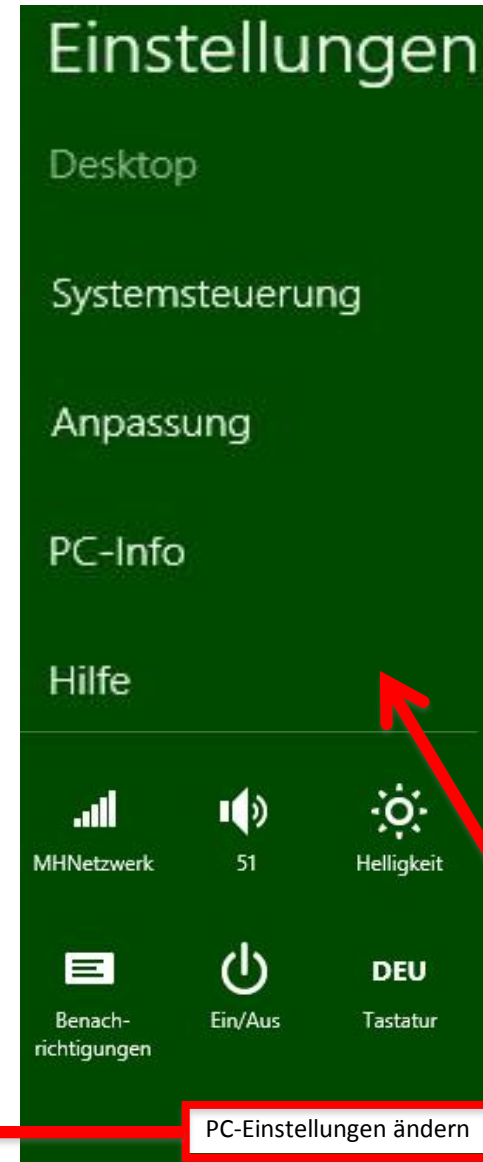 Einstellungen
Desktop
Systemsteuerung
Anpassung
PC-Info
Hilfe
MHNetzwerk 51 Helligkeit
DEU
Benach-
richtigungen
Ein/Aus
Tastatur
PC-Einstellungen ändern